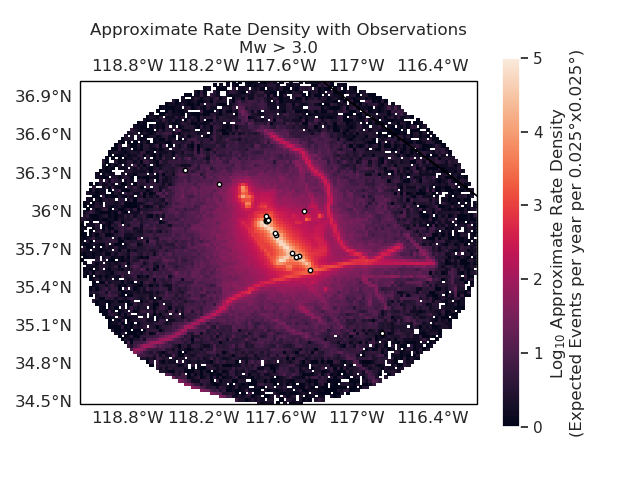 Approximate Rate Density with Observations
Mw > 3.0
118.8°W 118.2°W 117.6°W 117°W 116.4°W
36.9°N
36.6°N
36.3°N
36°N
35.7°N
35.4°N
35.1°N
34.8°N
34.5°N
118.8°W 118.2°W 117.6°W 117°W 116.4°W
5
4
3
2
1
0
Log₁₀ Approximate Rate Density
(Expected Events per year per 0.025°x0.025°)